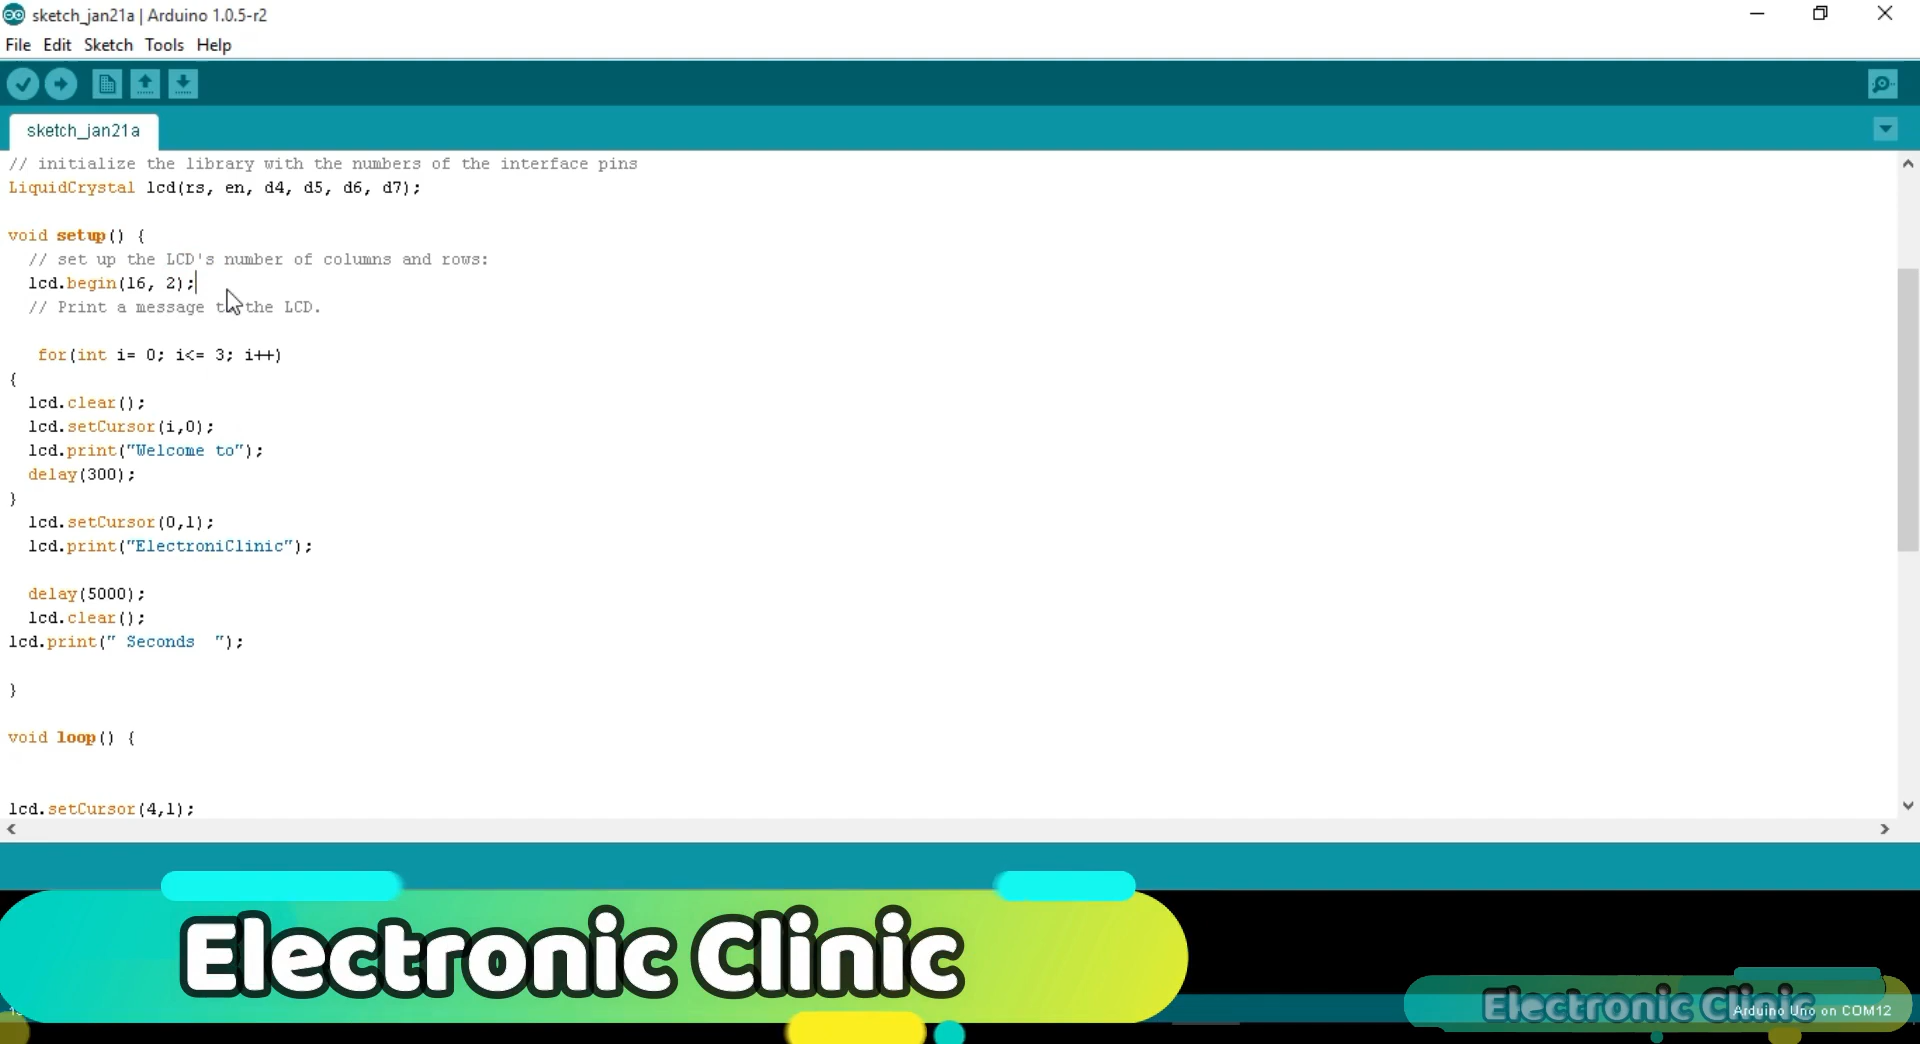 sketch_jan21a | Arduino 1.0.5-r2
File Edit Sketch Tools Help
sketch_jan21a
// initialize the library with the numbers of the interface pins
LiquidCrystal lcd(rs, en, d4, d5, d6, d7);
void setup() {
// set up the LCD's number of columns and rows:
lcd.begin(16, 2);
// Print a message to the LCD.
for(int i= 0; i<= 3; i++)
{
lcd.clear();
lcd.setCursor(i,0);
lcd.print("Welcome to");
delay(300);
}
lcd.setCursor(0,1);
lcd.print("ElectroniClinic");
delay(5000);
lcd.clear();
lcd.print(" Seconds  ");
}
void loop() {
lcd.setCursor(4,1);
Electronic Clinic
Electronic Clinic
Arduino Uno on COM12